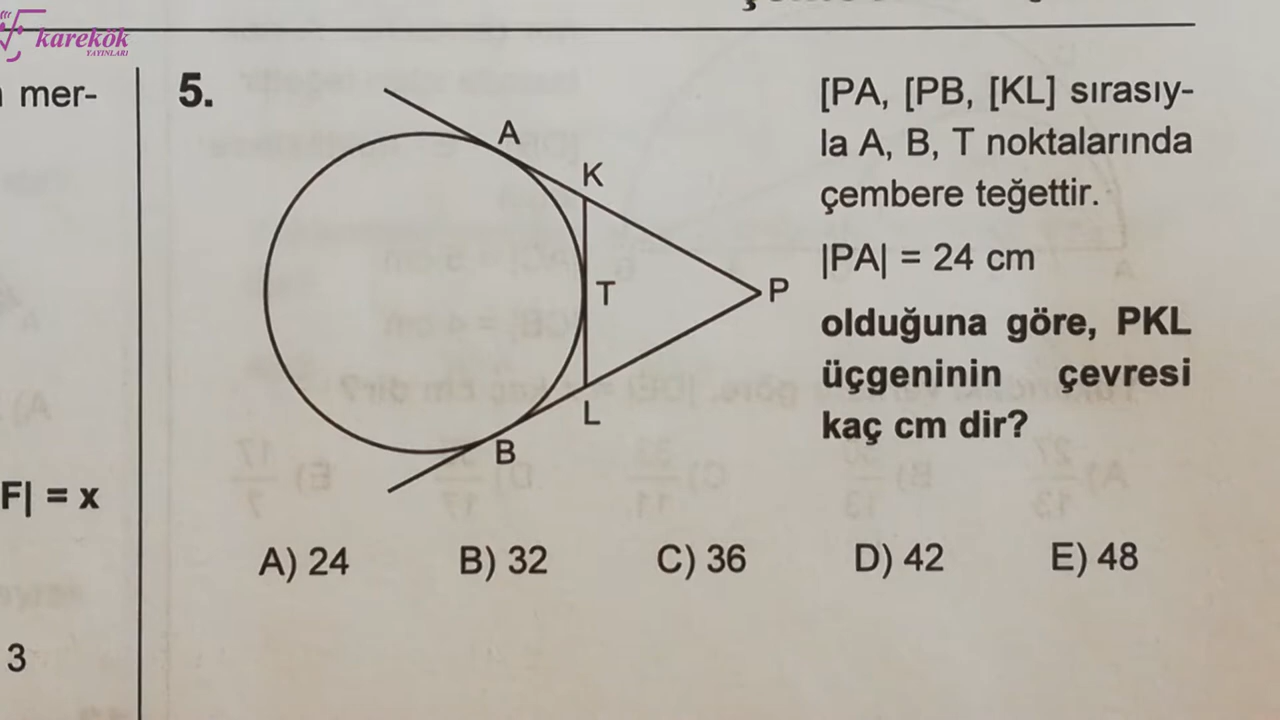 karekök
YAYINLARI
mer-
F| = x
3
5.
A
K
T
P
L
B
[PA, [PB, [KL] sırasıy-
la A, B, T noktalarında
çembere teğettir.
|PA| = 24 cm
olduğuna göre, PKL
üçgeninin çevresi
kaç cm dir?
A) 24 B) 32 C) 36 D) 42 E) 48